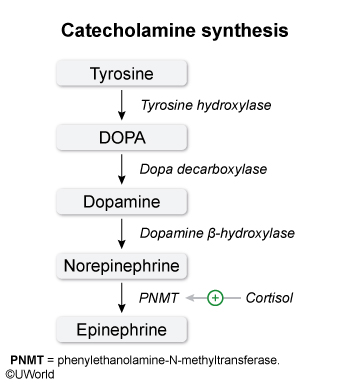 Catecholamine synthesis
Tyrosine
Tyrosine hydroxylase
DOPA
Dopa decarboxylase
Dopamine
Dopamine β-hydroxylase
Norepinephrine
PNMT + Cortisol
Epinephrine
PNMT = phenylethanolamine-N-methyltransferase.
©UWorld